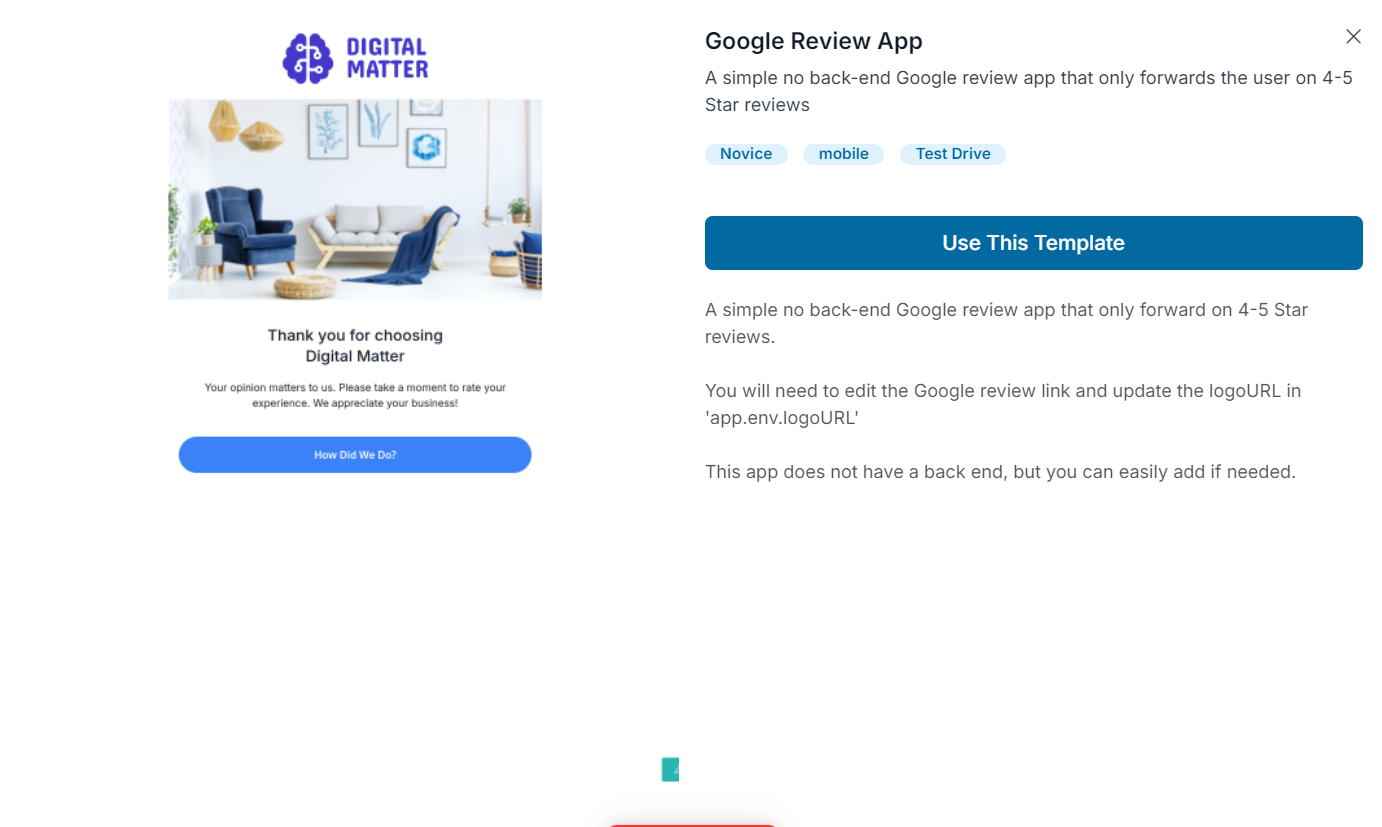 DIGITAL
MATTER
Thank you for choosing
Digital Matter
Your opinion matters to us. Please take a moment to rate your
experience. We appreciate your business!
How Did We Do?
Google Review App
A simple no back-end Google review app that only forwards the user on 4-5
Star reviews
Novice mobile Test Drive
Use This Template
A simple no back-end Google review app that only forward on 4-5 Star
reviews.
You will need to edit the Google review link and update the logoURL in
'app.env.logoURL'
This app does not have a back end, but you can easily add if needed.